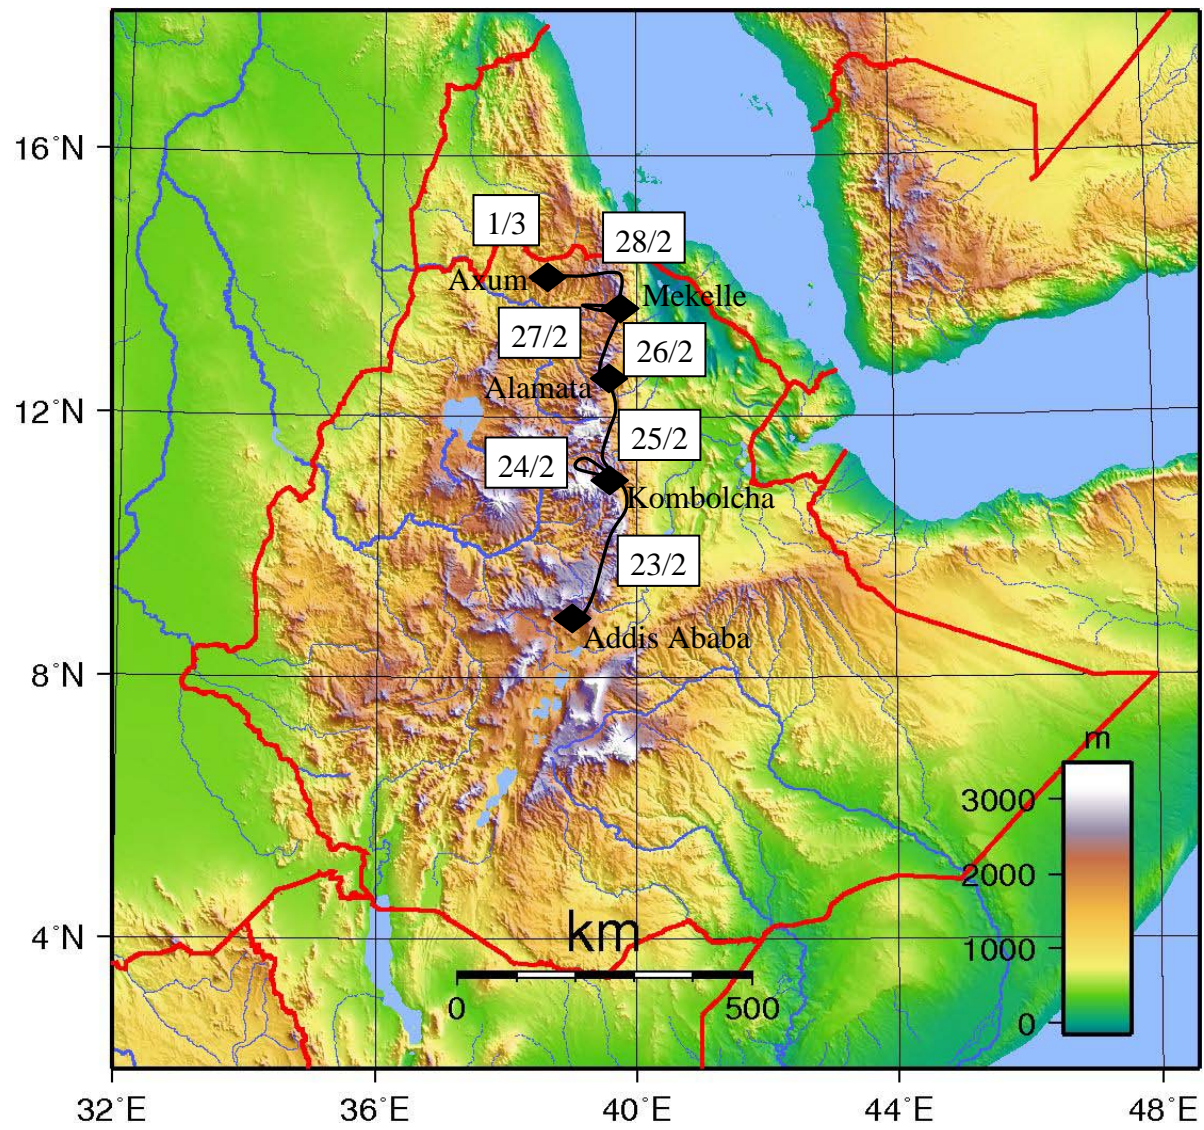 16°N
1/3
28/2
Axum
Mekelle
27/2
26/2
Alamata
12°N
25/2
24/2
Kombolcha
23/2
Addis Ababa
8°N
m
3000
2000
1000
0
4°N
km
0 500
32°E 36°E 40°E 44°E 48°E